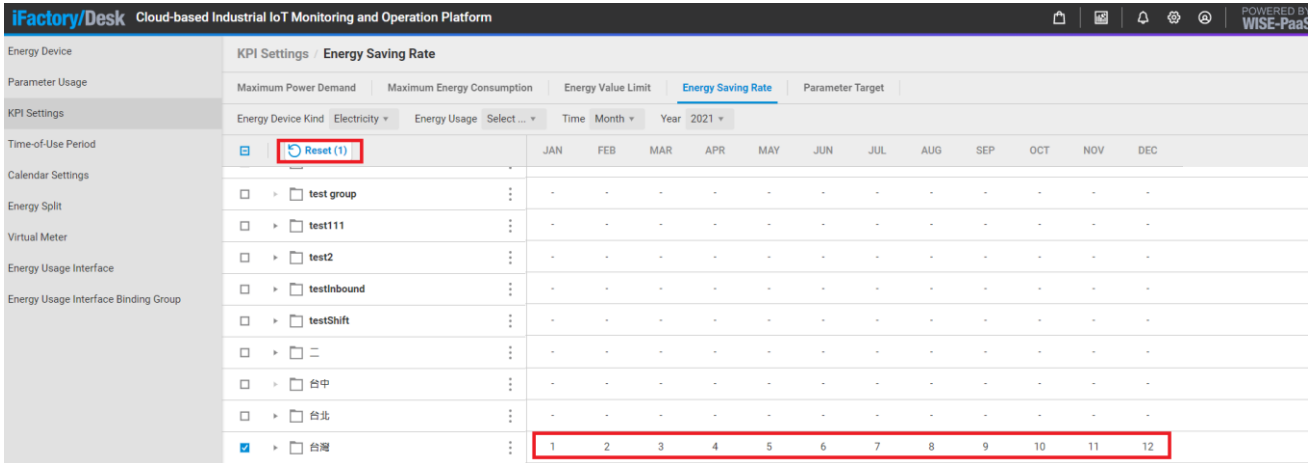 iFactory/Desk Cloud-based Industrial IoT Monitoring and Operation Platform
POWERED BY
WISE-PaaS
Energy Device
Parameter Usage
KPI Settings
Time-of-Use Period
Calendar Settings
Energy Split
Virtual Meter
Energy Usage Interface
Energy Usage Interface Binding Group
KPI Settings / Energy Saving Rate
Maximum Power Demand Maximum Energy Consumption Energy Value Limit Energy Saving Rate Parameter Target
Energy Device Kind Electricity Energy Usage Select ... Time Month Year 2021
Reset (1) JAN FEB MAR APR MAY JUN JUL AUG SEP OCT NOV DEC
test group - - - - - - - - - - - -
test111 - - - - - - - - - - - -
test2 - - - - - - - - - - - -
testInbound - - - - - - - - - - - -
testShift - - - - - - - - - - - -
二 - - - - - - - - - - - -
台中 - - - - - - - - - - - -
台北 - - - - - - - - - - - -
台灣 1 2 3 4 5 6 7 8 9 10 11 12